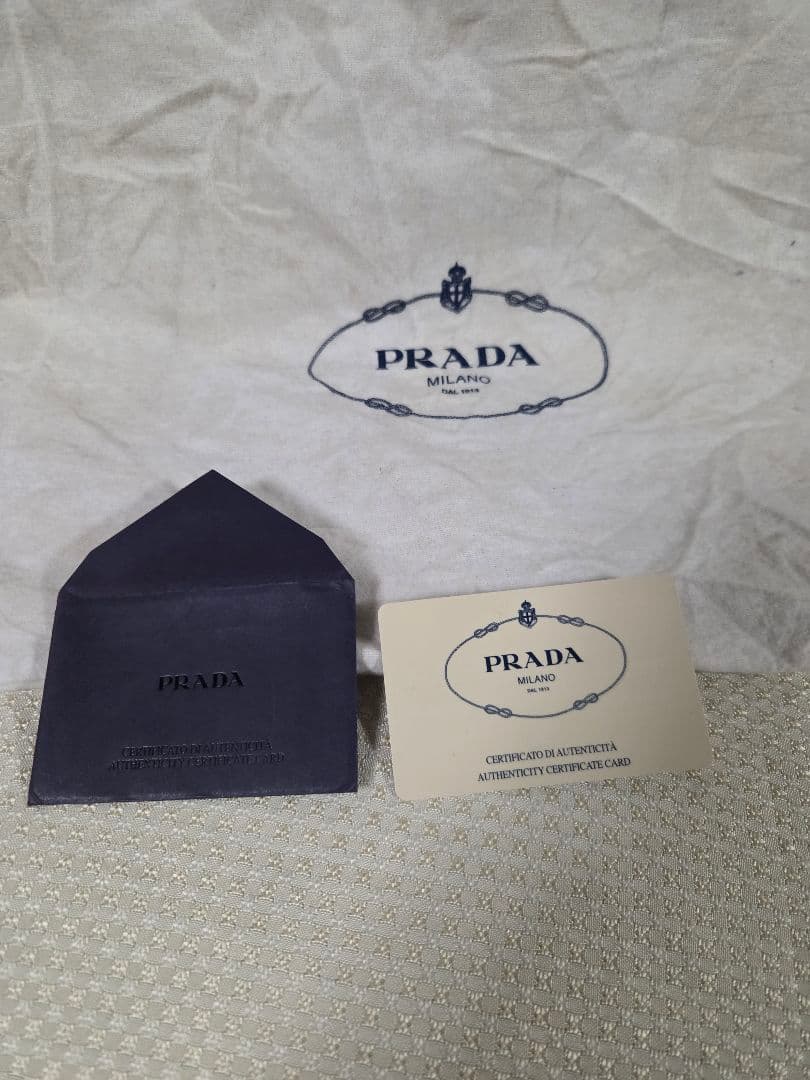 PRADA
MILANO
DAL 1913
PRADA
CERTIFICATO DI AUTENTICITÀ
AUTHENTICITY CERTIFICATE CARD
PRADA
MILANO
DAL 1913
CERTIFICATO DI AUTENTICITÀ
AUTHENTICITY CERTIFICATE CARD